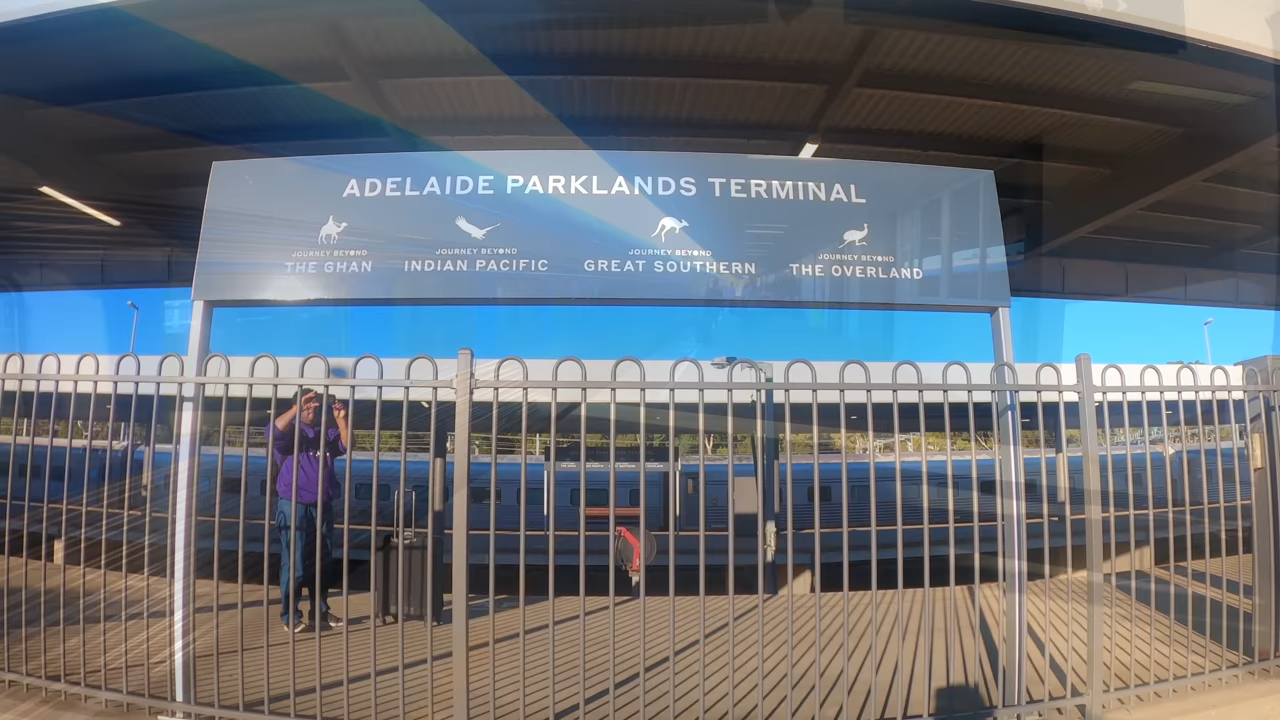 ADELAIDE PARKLANDS TERMINAL
JOURNEY BEYOND
THE GHAN
JOURNEY BEYOND
INDIAN PACIFIC
JOURNEY BEYOND
GREAT SOUTHERN
JOURNEY BEYOND
THE OVERLAND